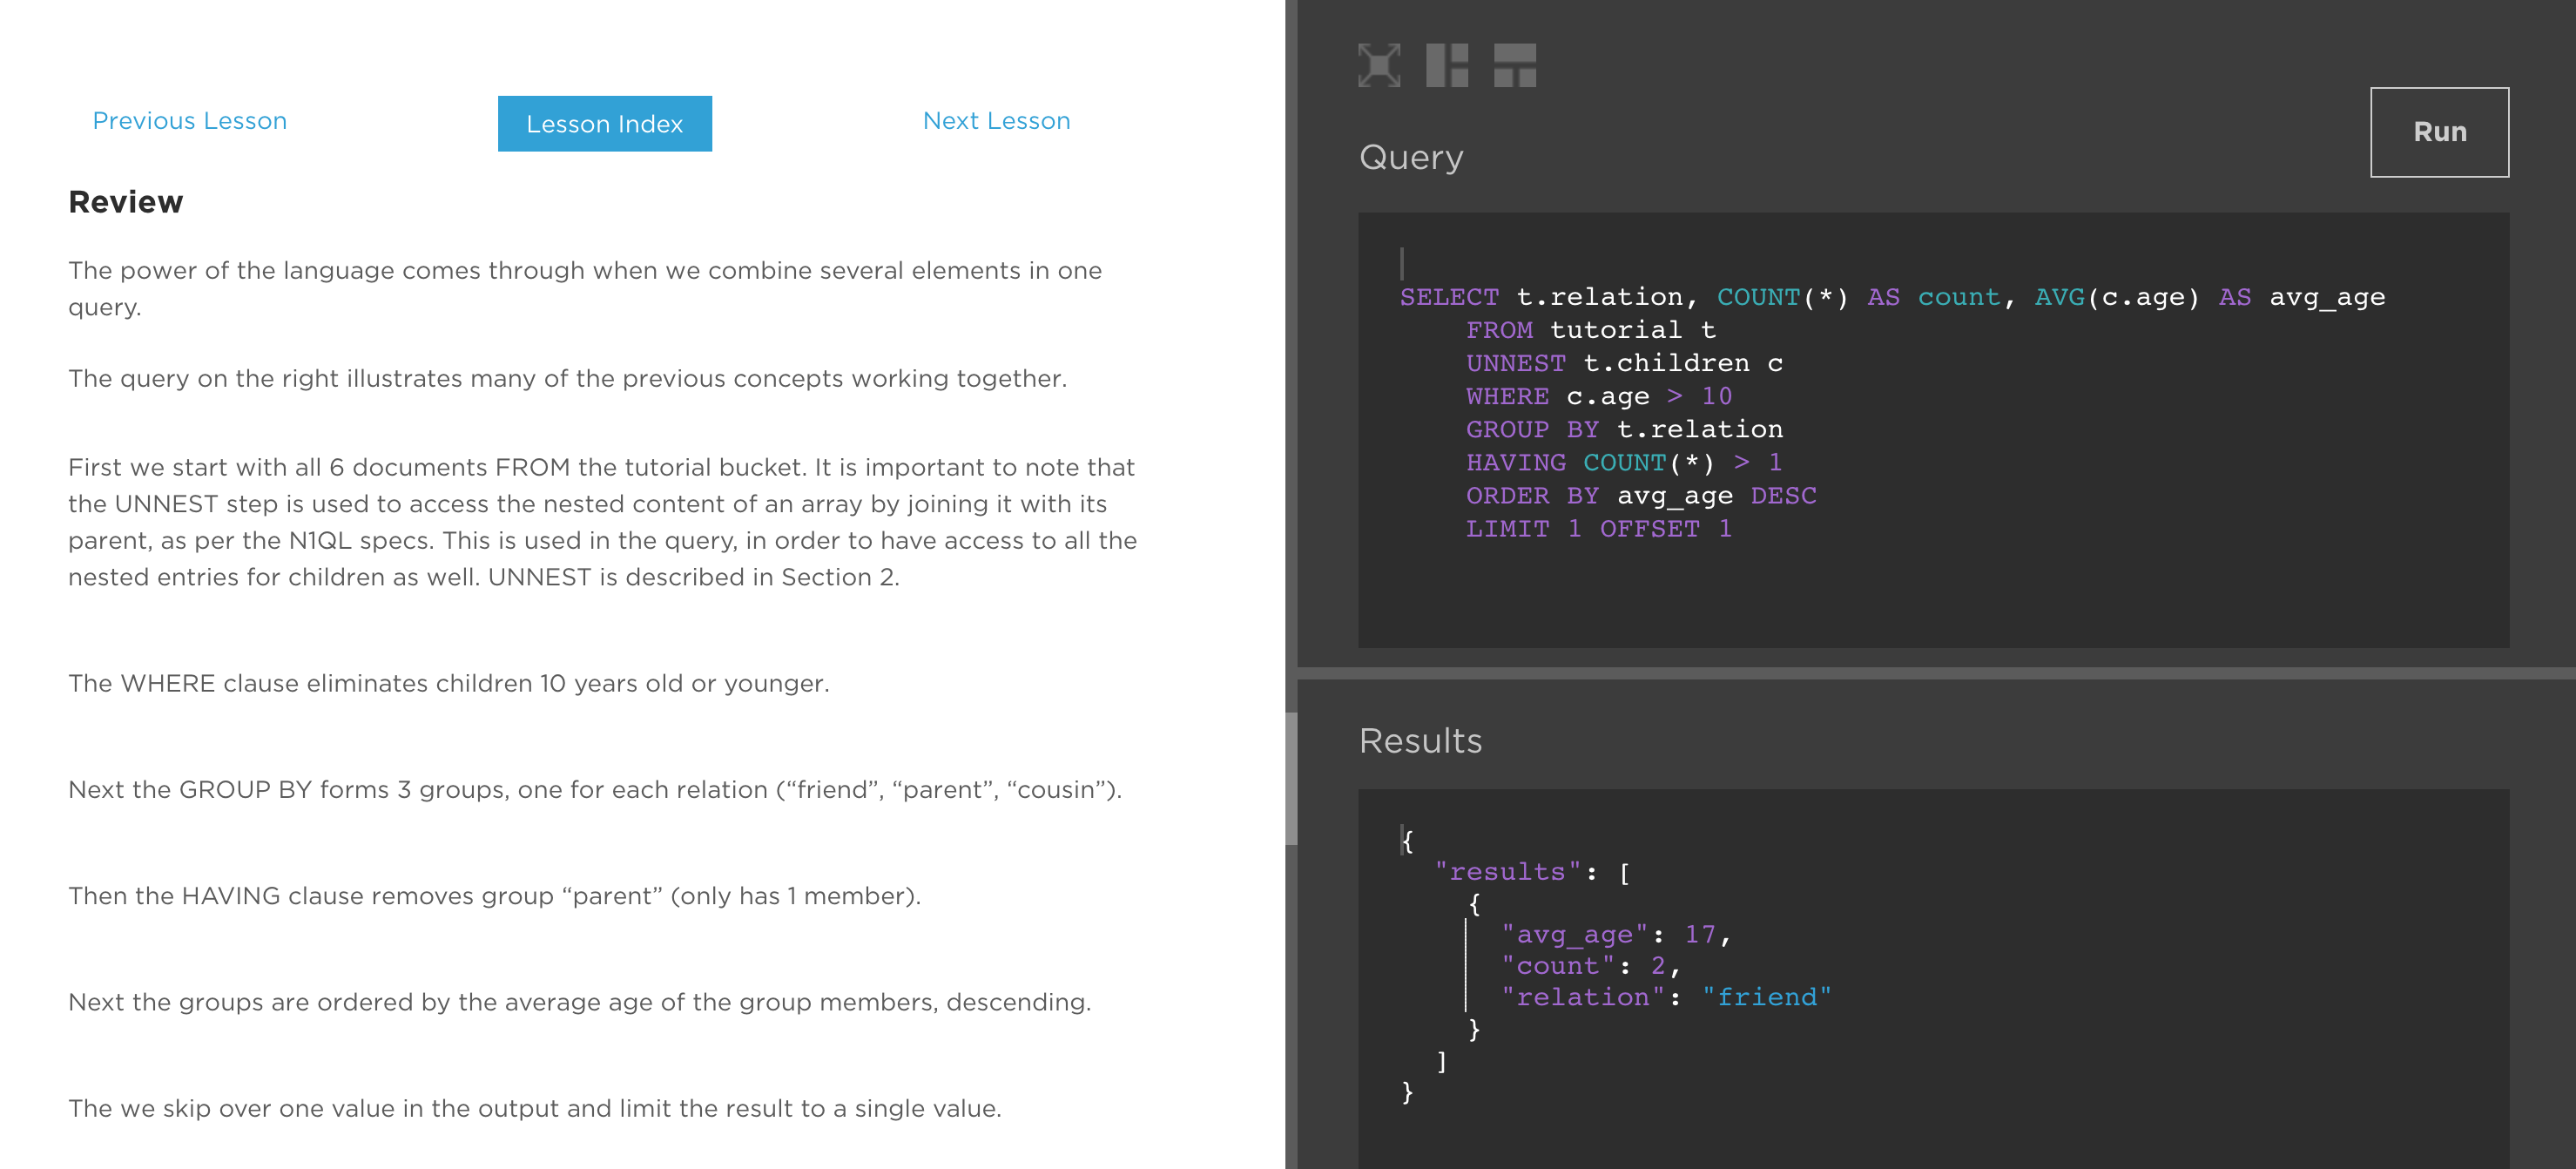 Previous Lesson
Lesson Index
Next Lesson
Review
The power of the language comes through when we combine several elements in one
query.
The query on the right illustrates many of the previous concepts working together.
First we start with all 6 documents FROM the tutorial bucket. It is important to note that
the UNNEST step is used to access the nested content of an array by joining it with its
parent, as per the N1QL specs. This is used in the query, in order to have access to all the
nested entries for children as well. UNNEST is described in Section 2.
The WHERE clause eliminates children 10 years old or younger.
Next the GROUP BY forms 3 groups, one for each relation (“friend”, “parent”, “cousin”).
Then the HAVING clause removes group “parent” (only has 1 member).
Next the groups are ordered by the average age of the group members, descending.
The we skip over one value in the output and limit the result to a single value.
Run
Query
SELECT t.relation, COUNT(*) AS count, AVG(c.age) AS avg_age
    FROM tutorial t
    UNNEST t.children c
    WHERE c.age > 10
    GROUP BY t.relation
    HAVING COUNT(*) > 1
    ORDER BY avg_age DESC
    LIMIT 1 OFFSET 1
Results
{
  "results": [
    {
      "avg_age": 17,
      "count": 2,
      "relation": "friend"
    }
  ]
}